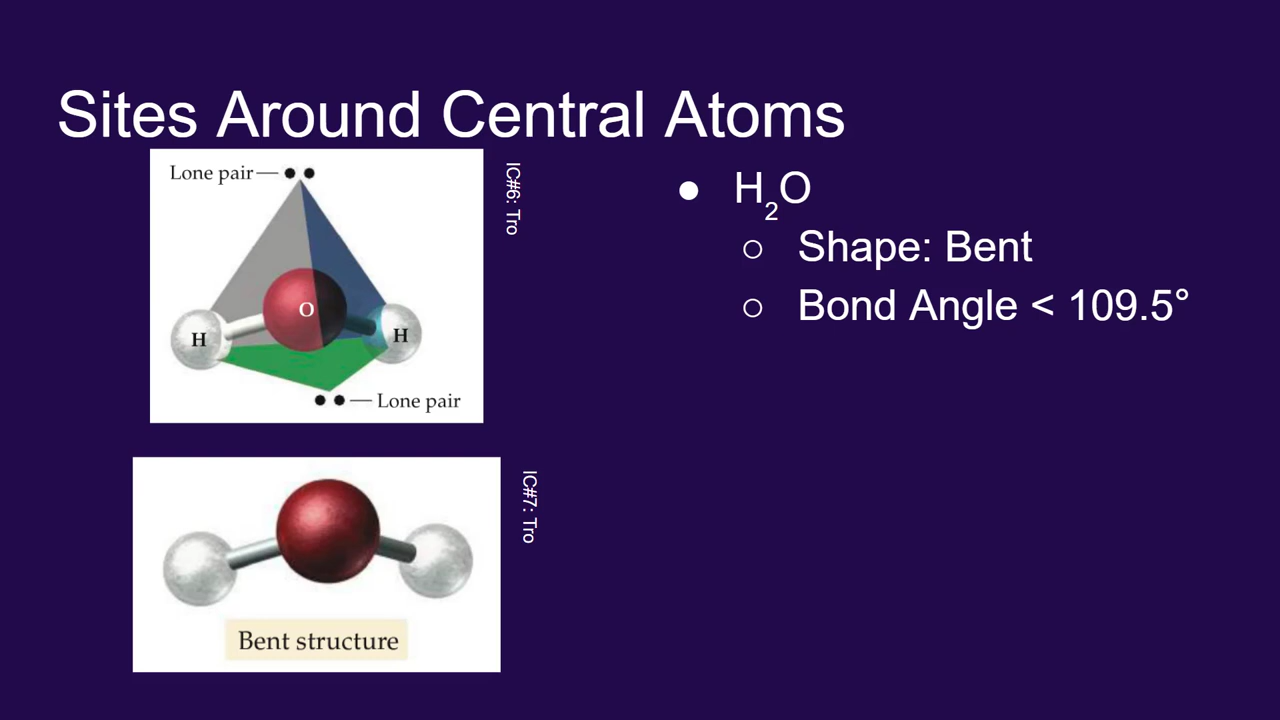 Sites Around Central Atoms
Lone pair
O
H
H
Lone pair
IC#6: Tro
Bent structure
IC#7: Tro
● H₂O
○ Shape: Bent
○ Bond Angle < 109.5°